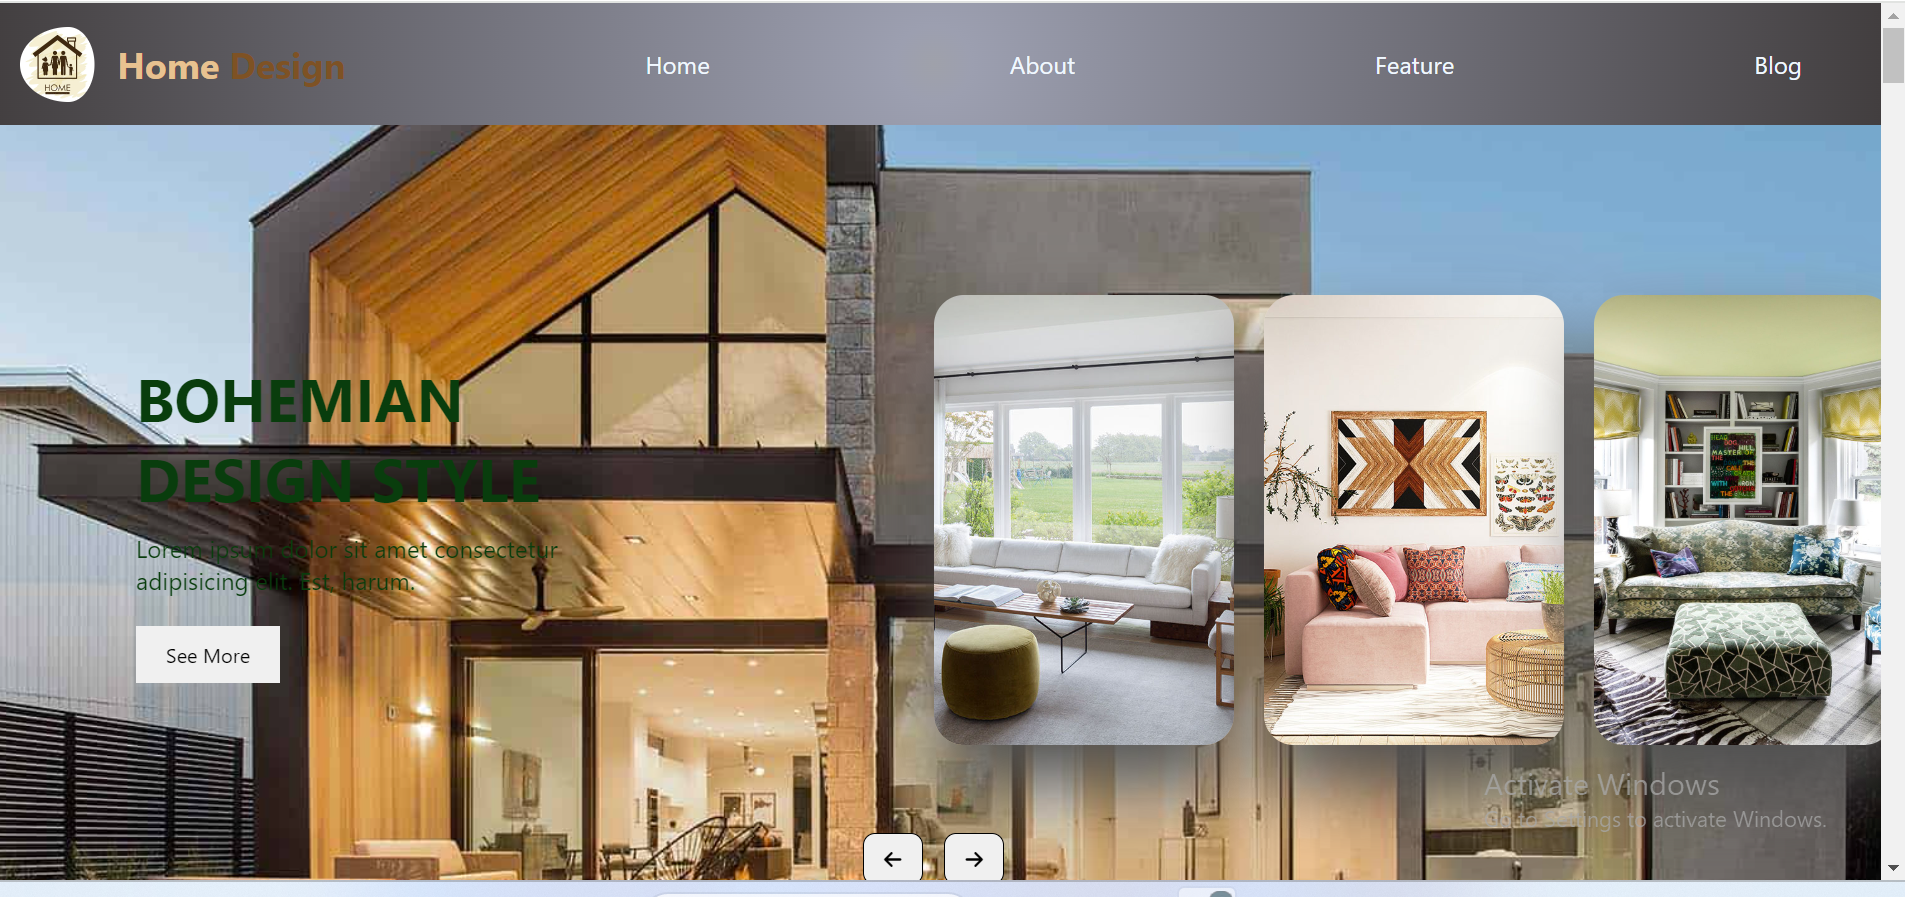 HOME
Home Design
Home
About
Feature
Blog
BOHEMIAN
DESIGN STYLE
Lorem ipsum dolor sit amet consectetur
adipisicing elit. Est, harum.
See More
Activate Windows
Go to Settings to activate Windows.